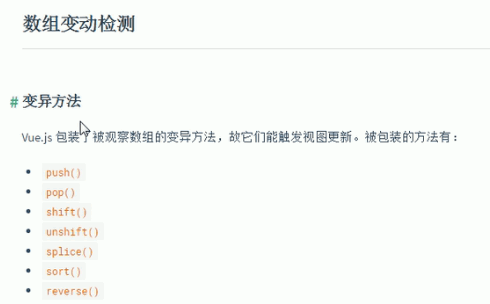 数组变动检测
# 变异方法
Vue.js 包装了被观察数组的变异方法，故它们能触发视图更新。被包装的方法有：
push()
pop()
shift()
unshift()
splice()
sort()
reverse()